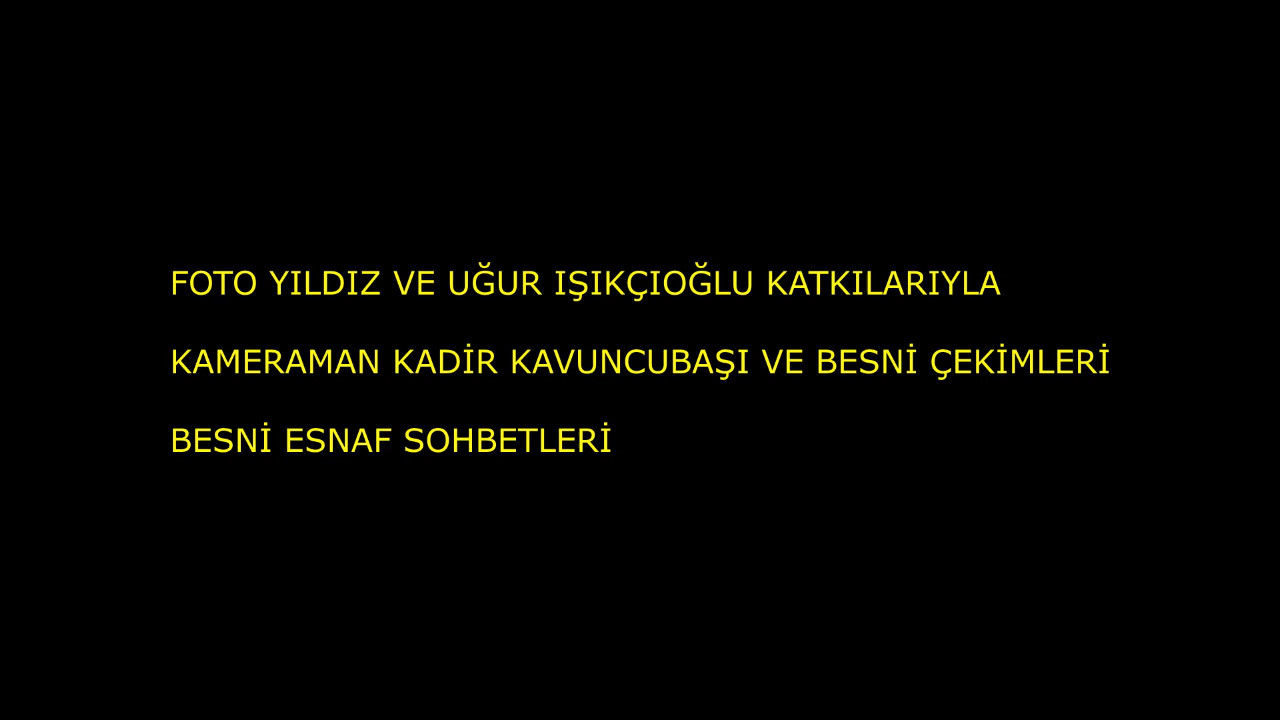 FOTO YILDIZ VE UĞUR IŞIKÇIOĞLU KATKILARIYLA
KAMERAMAN KADİR KAVUNCUBAŞI VE BESNİ ÇEKİMLERİ
BESNİ ESNAF SOHBETLERİ